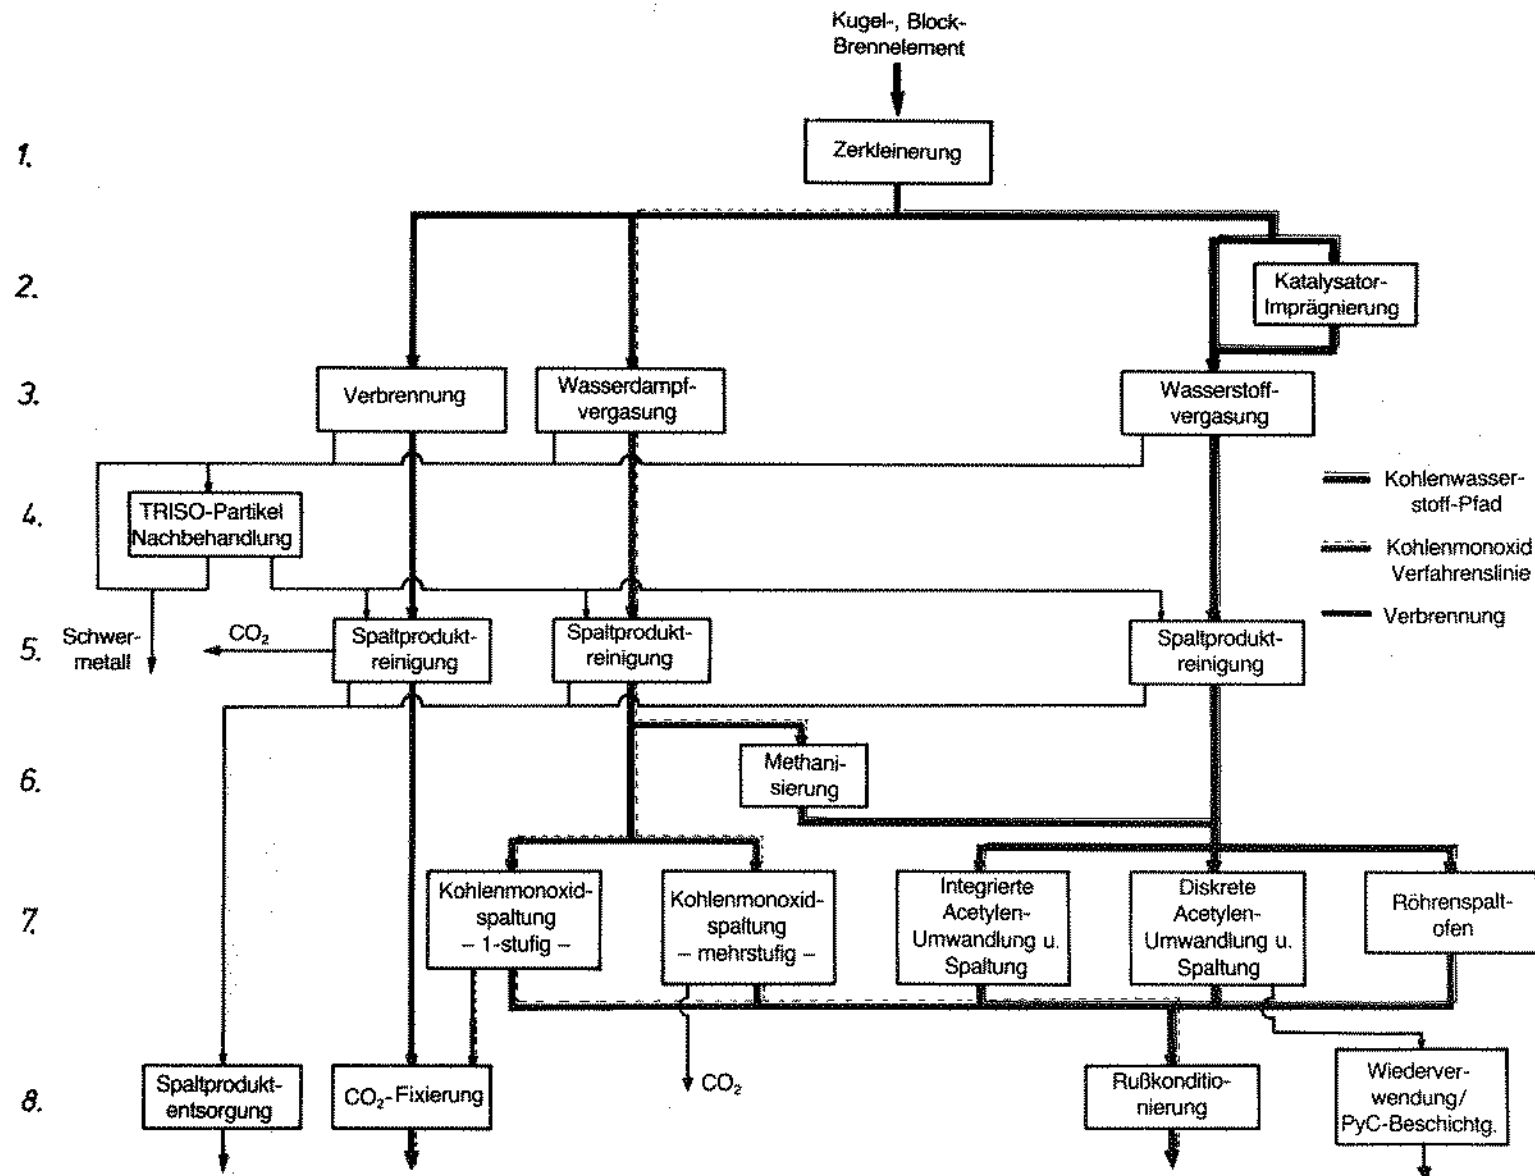 Kugel-, Block-
Brennelement
1.
Zerkleinerung
2.
Katalysator-
Imprägnierung
3.
Verbrennung
Wasserdampf-
vergasung
Wasserstoff-
vergasung
Kohlenwasser-
stoff-Pfad
4.
TRISO-Partikel
Nachbehandlung
Kohlenmonoxid
Verfahrenslinie
Verbrennung
5.
Schwer-
metall
CO₂
Spaltprodukt-
reinigung
Spaltprodukt-
reinigung
Spaltprodukt-
reinigung
6.
Methani-
sierung
7.
Kohlenmonoxid-
spaltung
– 1-stufig –
Kohlenmonoxid-
spaltung
– mehrstufig –
Integrierte
Acetylen-
Umwandlung u.
Spaltung
Diskrete
Acetylen-
Umwandlung u.
Spaltung
Röhrenspalt-
ofen
8.
Spaltprodukt-
entsorgung
CO₂-Fixierung
CO₂
Rußkonditio-
nierung
Wiederver-
wendung/
PyC-Beschichtg.